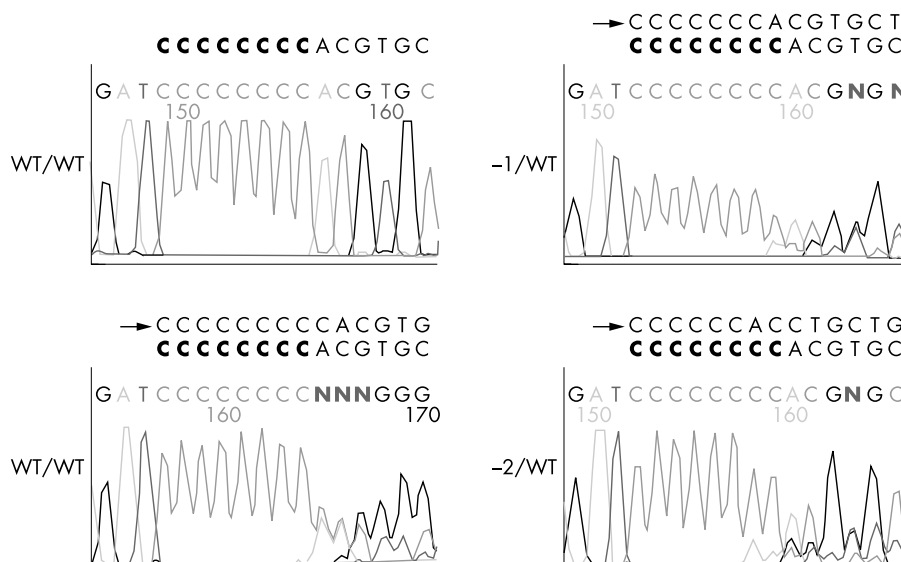 CCCCCCCCACGTGC
GATCCCCCCCCACGTGC
150 160
WT/WT
→CCCCCCCACGTGCT
CCCCCCCCACGTGC
GATCCCCCCCCACGNGN
150 160
–1/WT
→CCCCCCCCCACGTG
CCCCCCCCACGTGC
GATCCCCCCCCNNNGGG
160 170
WT/WT
→CCCCCCACCTGCTG
CCCCCCCCACGTGC
GATCCCCCCCCACGNGC
150 160
–2/WT